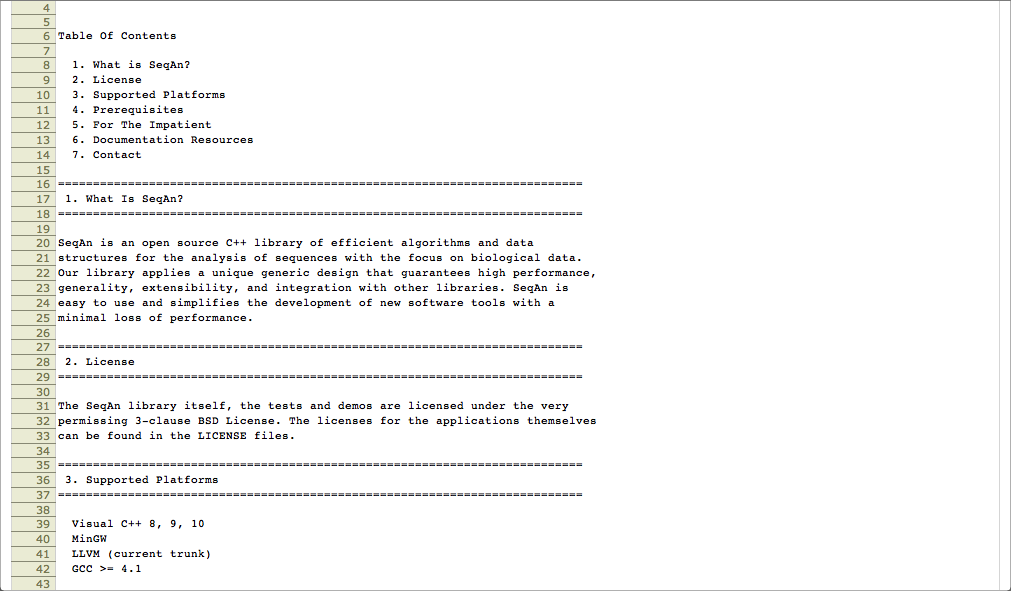 4
5
6 Table Of Contents
7
8 1. What is SeqAn?
9 2. License
10 3. Supported Platforms
11 4. Prerequisites
12 5. For The Impatient
13 6. Documentation Resources
14 7. Contact
15
16 ===========================================================================
17 1. What Is SeqAn?
18 ===========================================================================
19
20 SeqAn is an open source C++ library of efficient algorithms and data
21 structures for the analysis of sequences with the focus on biological data.
22 Our library applies a unique generic design that guarantees high performance,
23 generality, extensibility, and integration with other libraries. SeqAn is
24 easy to use and simplifies the development of new software tools with a
25 minimal loss of performance.
26
27 ===========================================================================
28 2. License
29 ===========================================================================
30
31 The SeqAn library itself, the tests and demos are licensed under the very
32 permissing 3-clause BSD License. The licenses for the applications themselves
33 can be found in the LICENSE files.
34
35 ===========================================================================
36 3. Supported Platforms
37 ===========================================================================
38
39 Visual C++ 8, 9, 10
40 MinGW
41 LLVM (current trunk)
42 GCC >= 4.1
43